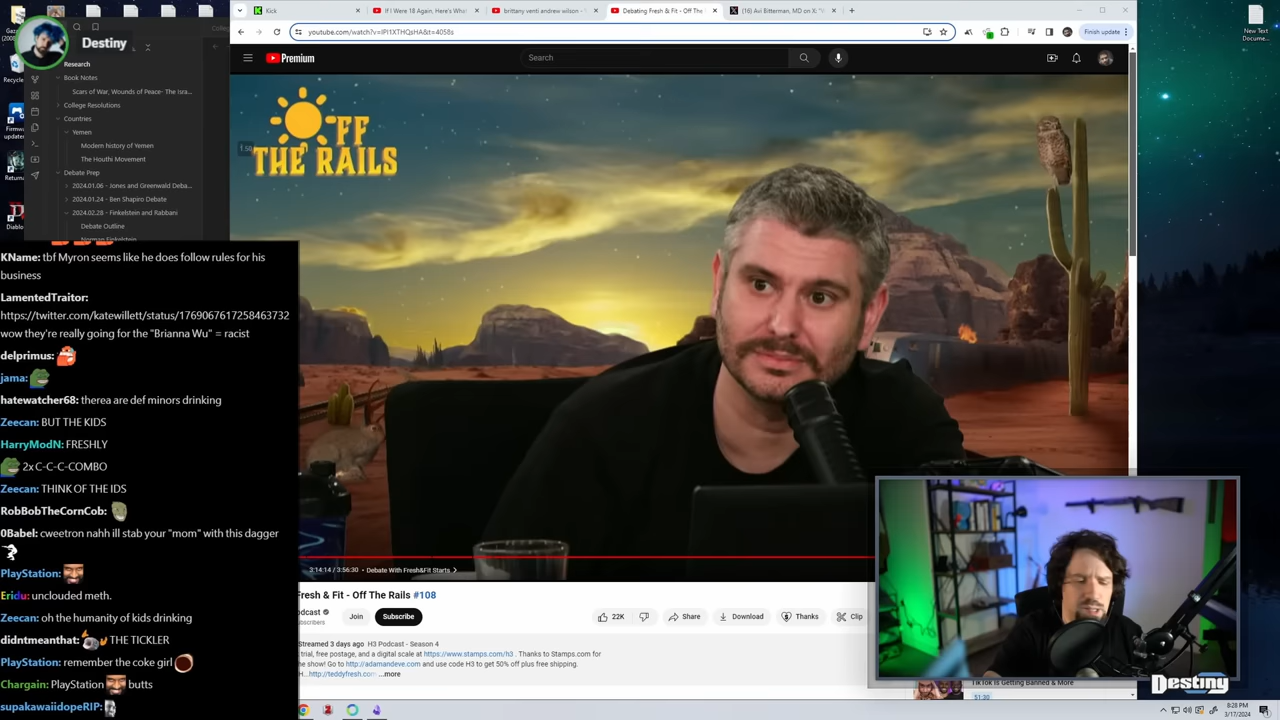 Kick
If I Were 18 Again, Here's Wha
brittany venti andrew wilson -
Debating Fresh & Fit - Off The
(16) Avi Bitterman, MD on X:
youtube.com/watch?v=IPl1XTHQsHA&t=4058s
Finish update
Premium
Search
New Text
Docume...
Destiny
Research
Book Notes
Scars of War, Wounds of Peace- The Isra...
College Resolutions
Countries
Yemen
Modern history of Yemen
The Houthi Movement
Debate Prep
2024.01.06 - Jones and Greenwald Deba...
2024.01.24 - Ben Shapiro Debate
2024.02.28 - Finkelstein and Rabbani
Debate Outline
Norman Finkelstein
OFF
THE RAILS
KName: tbf Myron seems like he does follow rules for his
business
LamentedTraitor:
https://twitter.com/katewillett/status/1769067617258463732
wow they're really going for the "Brianna Wu" = racist
delprimus:
jama:
hatewatcher68: therea are def minors drinking
Zeecan: BUT THE KIDS
HarryModN: FRESHLY
2x C-C-C-COMBO
Zeecan: THINK OF THE IDS
RobBobTheCornCob:
0Babel: cweetron nahh ill stab your "mom" with this dagger
PlayStation:
Eridu: unclouded meth.
Zeecan: oh the humanity of kids drinking
didntmeanthat: THE TICKLER
PlayStation: remember the coke girl
Chargain: PlayStation butts
supakawaiidopeRIP:
3:14:14 / 3:56:30 • Debate With Fresh&Fit Starts
Fresh & Fit - Off The Rails #108
odcast
bscribers
Join
Subscribe
22K
Share
Download
Thanks
Clip
Streamed 3 days ago H3 Podcast - Season 4
trial, free postage, and a digital scale at https://www.stamps.com/h3 . Thanks to Stamps.com for
he show! Go to http://adamandeve.com and use code H3 to get 50% off plus free shipping.
http://teddyfresh.com ...more
TikTok Is Getting Banned & More
51:30
Destiny
8:28 PM
3/17/2024